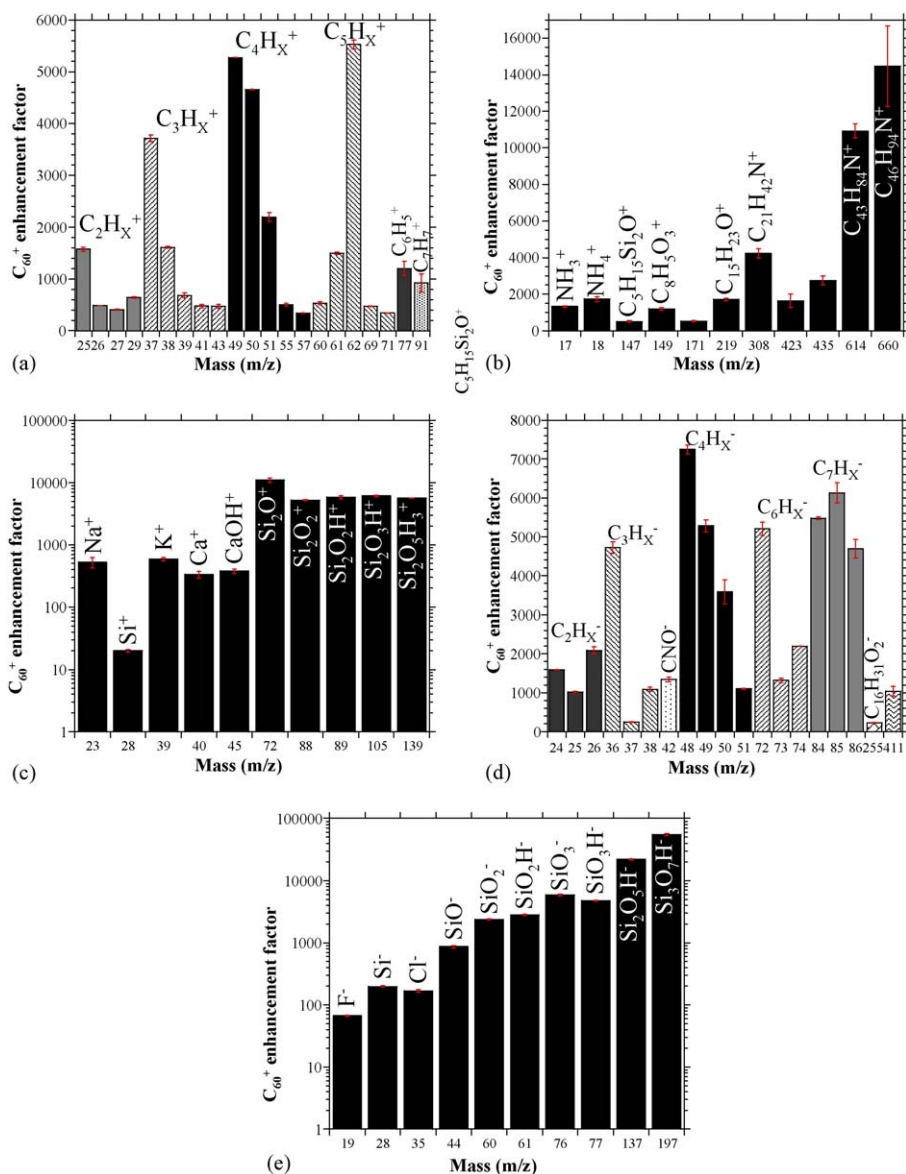 6000
5000
4000
3000
2000
1000
0
C₆₀⁺ enhancement factor
C₂Hₓ⁺
C₃Hₓ⁺
C₄Hₓ⁺
C₅Hₓ⁺
C₆H₅⁺
C₇H₇⁺
25 26 27 29 37 38 39 41 43 49 50 51 55 57 60 61 62 69 71 77 91
Mass (m/z)
(a)
16000
14000
12000
10000
8000
6000
4000
2000
0
C₆₀⁺ enhancement factor
NH₃⁺
NH₄⁺
C₅H₁₅Si₂O⁺
C₈H₅O₃⁺
C₁₅H₂₃O⁺
C₂₁H₄₂N⁺
C₄₃H₈₄N⁺
C₄₆H₉₄N⁺
17 18 147 149 171 219 308 423 435 614 660
Mass (m/z)
C₅H₁₅Si₂O⁺
(b)
100000
10000
1000
100
10
1
C₆₀⁺ enhancement factor
Na⁺
Si⁺
K⁺
Ca⁺
CaOH⁺
Si₂O⁺
Si₂O₂⁺
Si₂O₂H⁺
Si₂O₃H⁺
Si₂O₅H₃⁺
23 28 39 40 45 72 88 89 105 139
Mass (m/z)
(c)
8000
7000
6000
5000
4000
3000
2000
1000
0
C₆₀⁺ enhancement factor
C₂Hₓ⁻
C₃Hₓ⁻
CNO⁻
C₄Hₓ⁻
C₆Hₓ⁻
C₇Hₓ⁻
C₁₆H₃₁O₂⁻
24 25 26 36 37 38 42 48 49 50 51 72 73 74 84 85 86 255 411
Mass (m/z)
(d)
100000
10000
1000
100
10
1
C₆₀⁺ enhancement factor
F⁻
Si⁻
Cl⁻
SiO⁻
SiO₂⁻
SiO₂H⁻
SiO₃⁻
SiO₃H⁻
Si₂O₅H⁻
Si₃O₇H⁻
19 28 35 44 60 61 76 77 137 197
Mass (m/z)
(e)